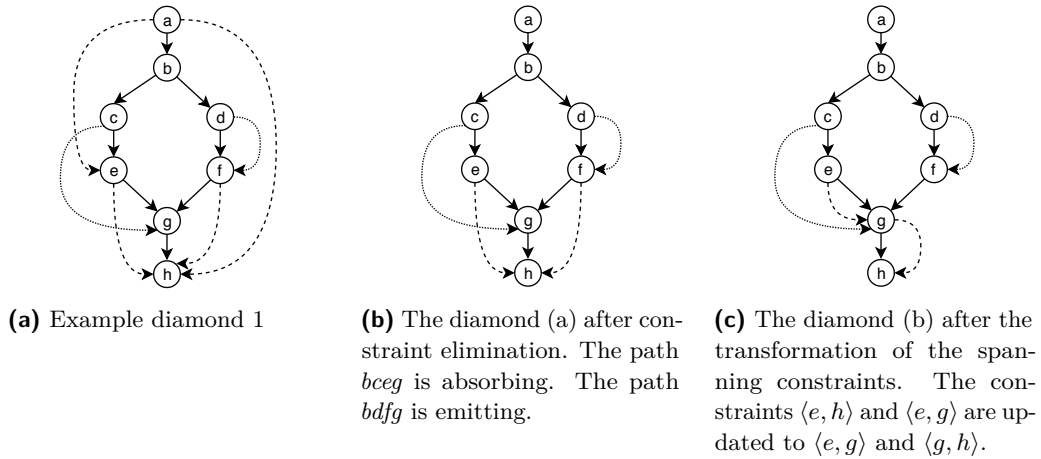 a
a
a
b
b
b
c
d
c
d
c
d
e
f
e
f
e
f
g
g
g
h
h
h
(a) Example diamond 1
(b) The diamond (a) after con-
straint elimination. The path
bceg is absorbing. The path
bdfg is emitting.
(c) The diamond (b) after the
transformation of the span-
ning constraints. The con-
straints ⟨e, h⟩ and ⟨e, g⟩ are up-
dated to ⟨e, g⟩ and ⟨g, h⟩.